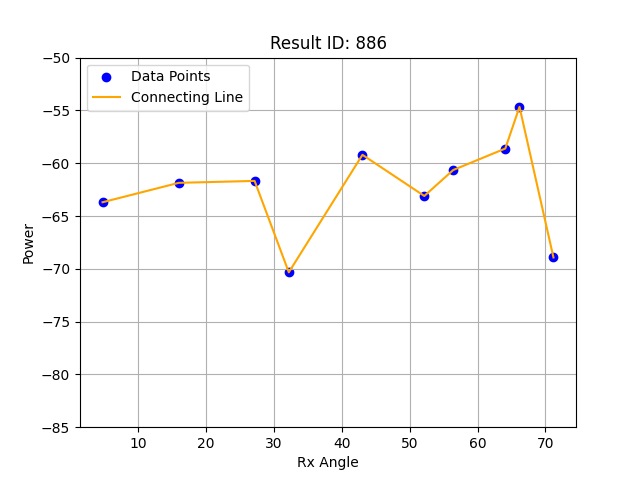 Result ID: 886
Data Points
Connecting Line
Power
−50
−55
−60
−65
−70
−75
−80
−85
10 20 30 40 50 60 70
Rx Angle